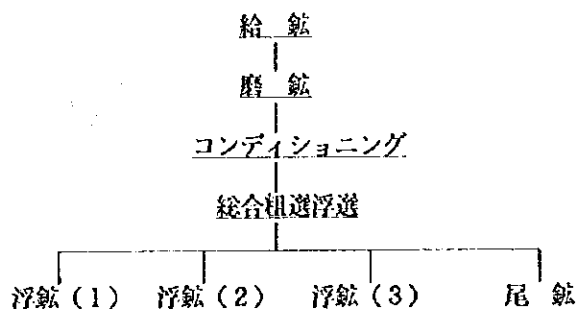 給 鉱
磨 鉱
コンディショニング
総合粗選浮選
浮鉱（1） 浮鉱（2） 浮鉱（3） 尾 鉱